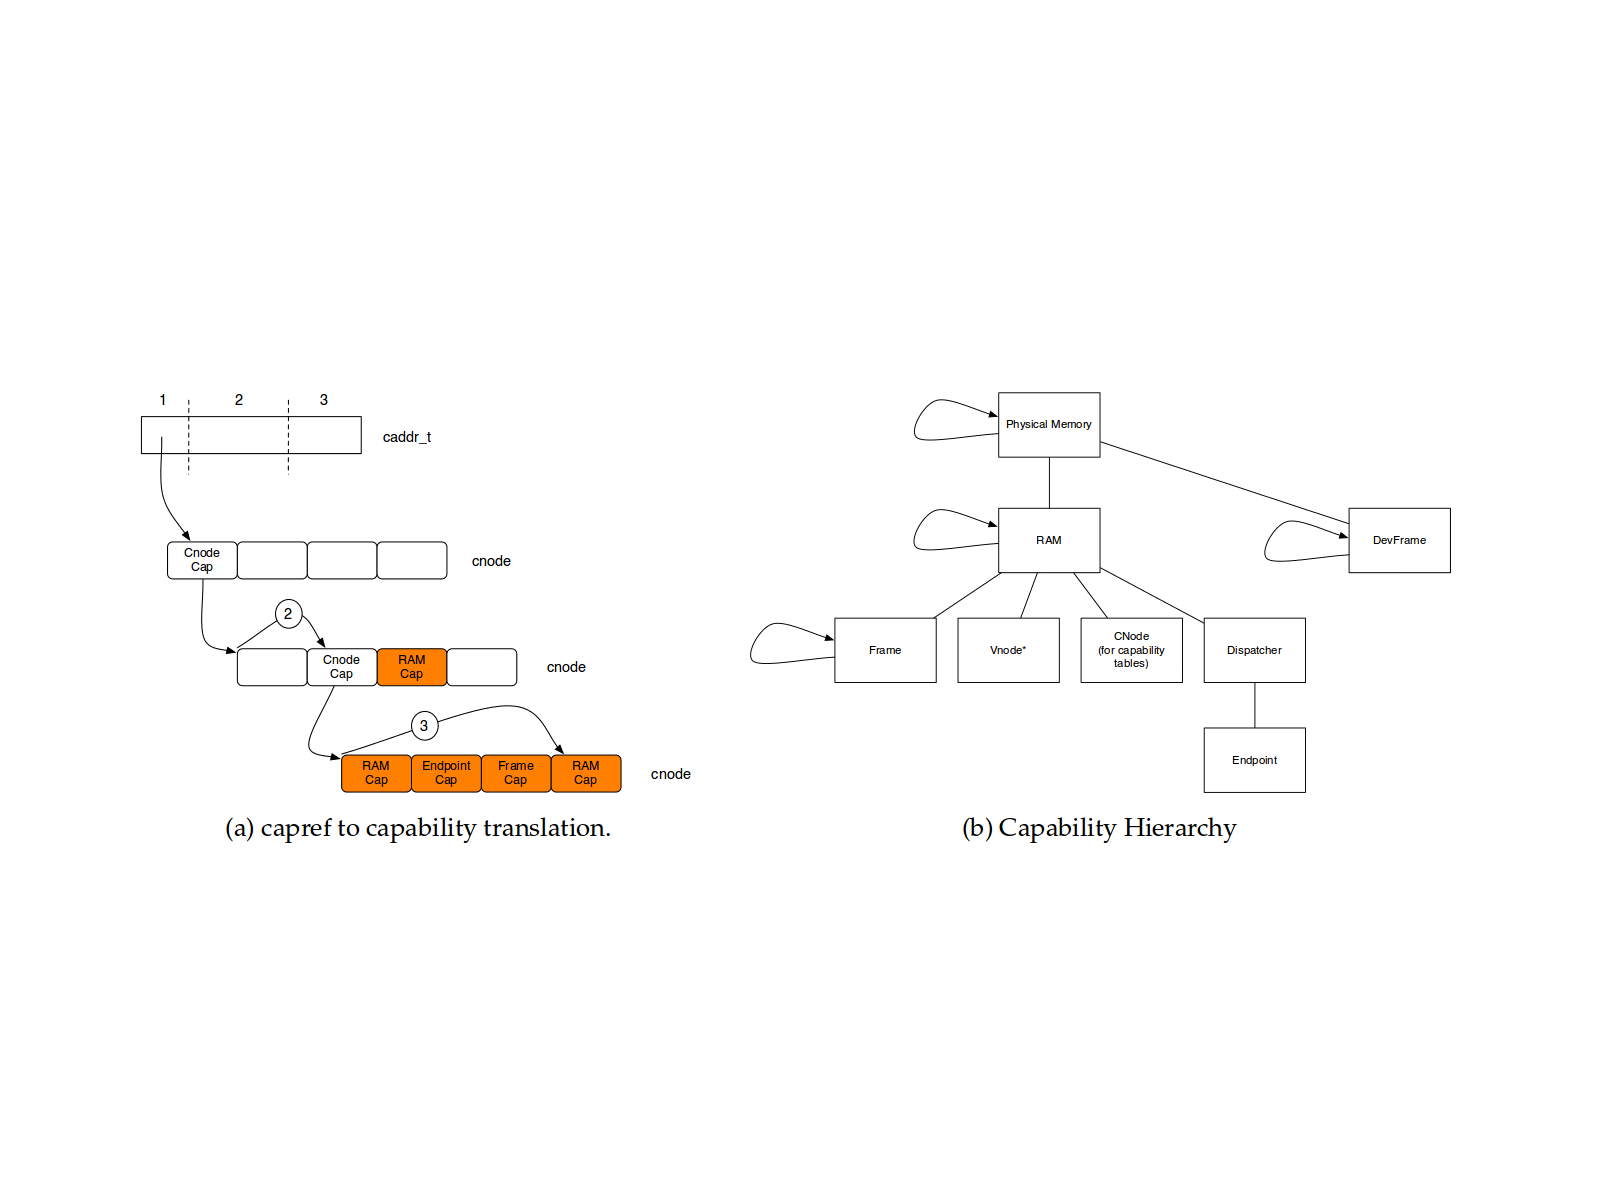 1 2 3
caddr_t
Cnode
Cap
cnode
2
Cnode
Cap
RAM
Cap
cnode
3
RAM
Cap
Endpoint
Cap
Frame
Cap
RAM
Cap
cnode
(a) capref to capability translation.
Physical Memory
RAM
DevFrame
Frame
Vnode*
CNode
(for capability
tables)
Dispatcher
Endpoint
(b) Capability Hierarchy